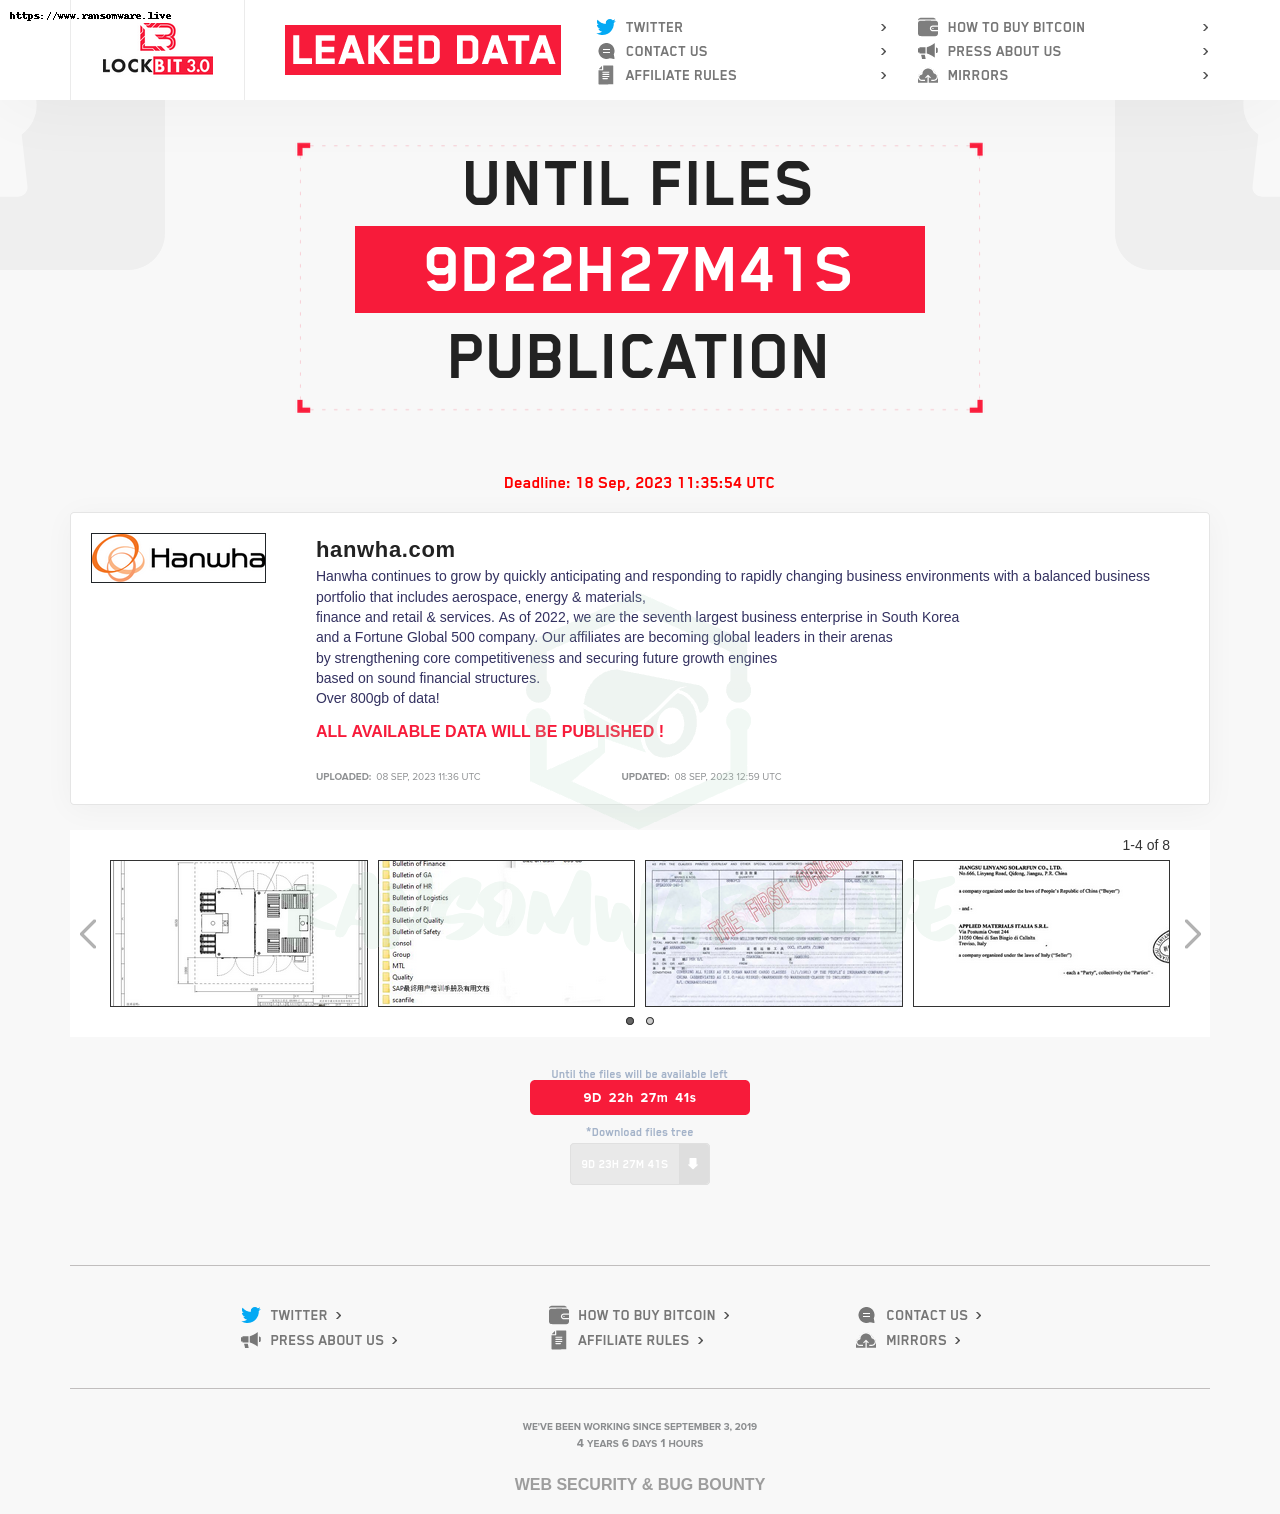 https://www.ransomware.live
LOCKBIT 3.0
LEAKED DATA
TWITTER
CONTACT US
AFFILIATE RULES
HOW TO BUY BITCOIN
PRESS ABOUT US
MIRRORS
UNTIL FILES
9D22H27M41S
PUBLICATION
Deadline: 18 Sep, 2023 11:35:54 UTC
Hanwha
hanwha.com
Hanwha continues to grow by quickly anticipating and responding to rapidly changing business environments with a balanced business
portfolio that includes aerospace, energy & materials,
finance and retail & services. As of 2022, we are the seventh largest business enterprise in South Korea
and a Fortune Global 500 company. Our affiliates are becoming global leaders in their arenas
by strengthening core competitiveness and securing future growth engines
based on sound financial structures.
Over 800gb of data!
ALL AVAILABLE DATA WILL BE PUBLISHED !
UPLOADED: 08 SEP, 2023 11:36 UTC
UPDATED: 08 SEP, 2023 12:59 UTC
1-4 of 8
RANSOMWARE.LIVE
Bulletin of Finance
Bulletin of GA
Bulletin of HR
Bulletin of Logistics
Bulletin of PI
Bulletin of Quality
Bulletin of Safety
consol
Group
MTL
Quality
SAP最终用户培训手册及有用文档
scanfile
THE FIRST ORIGINAL
JIANGSU LINYANG SOLARFUN CO., LTD.
No.666, Linyang Road, Qidong, Jiangsu, P.R. China
a company organized under the laws of People's Republic of China ("Buyer")
- and -
APPLIED MATERIALS ITALIA S.R.L.
Via Postumia Ovest 244
31050 Olmi di San Biagio di Callalta
Treviso, Italy
a company organized under the laws of Italy ("Seller")
- each a "Party", collectively the "Parties" -
Until the files will be available left
9D 22h 27m 41s
*Download files tree
9D 23H 27M 41S
TWITTER
HOW TO BUY BITCOIN
CONTACT US
PRESS ABOUT US
AFFILIATE RULES
MIRRORS
WE'VE BEEN WORKING SINCE SEPTEMBER 3, 2019
4 YEARS 6 DAYS 1 HOURS
WEB SECURITY & BUG BOUNTY